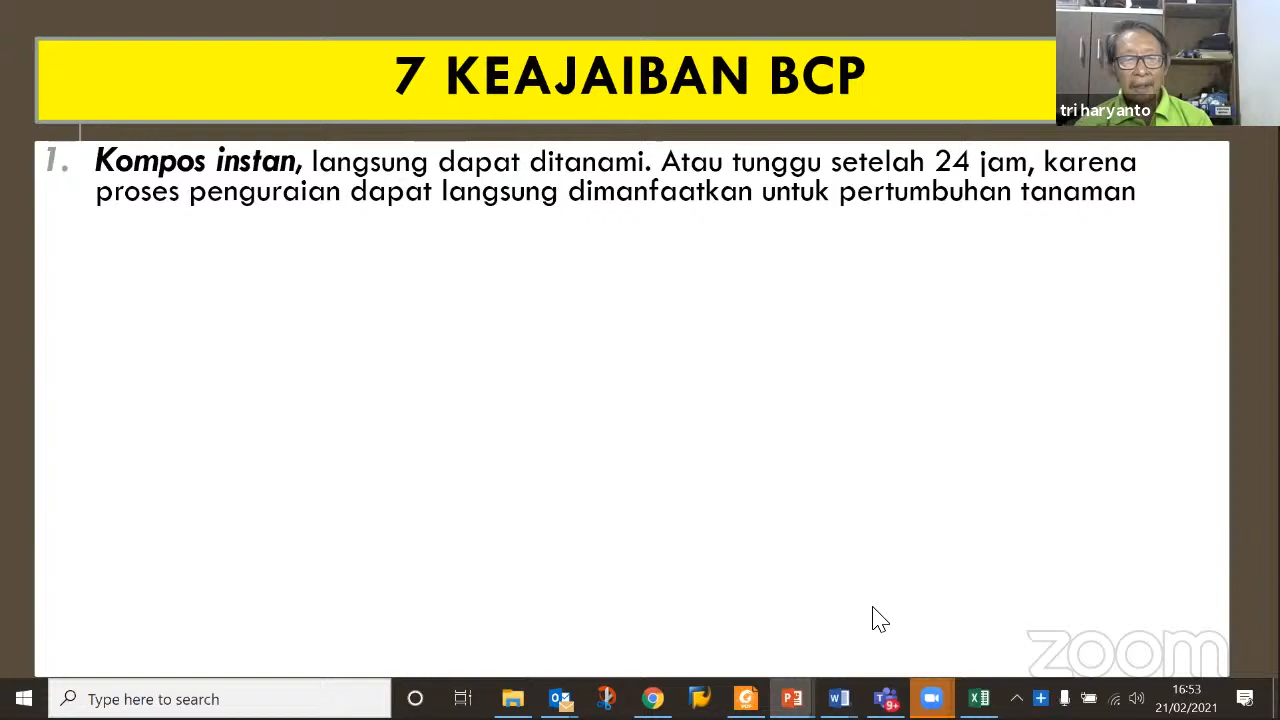 7 KEAJAIBAN BCP
tri haryanto
1. Kompos instan, langsung dapat ditanami. Atau tunggu setelah 24 jam, karena
proses penguraian dapat langsung dimanfaatkan untuk pertumbuhan tanaman
zoom
Type here to search
9+
16:53
21/02/2021